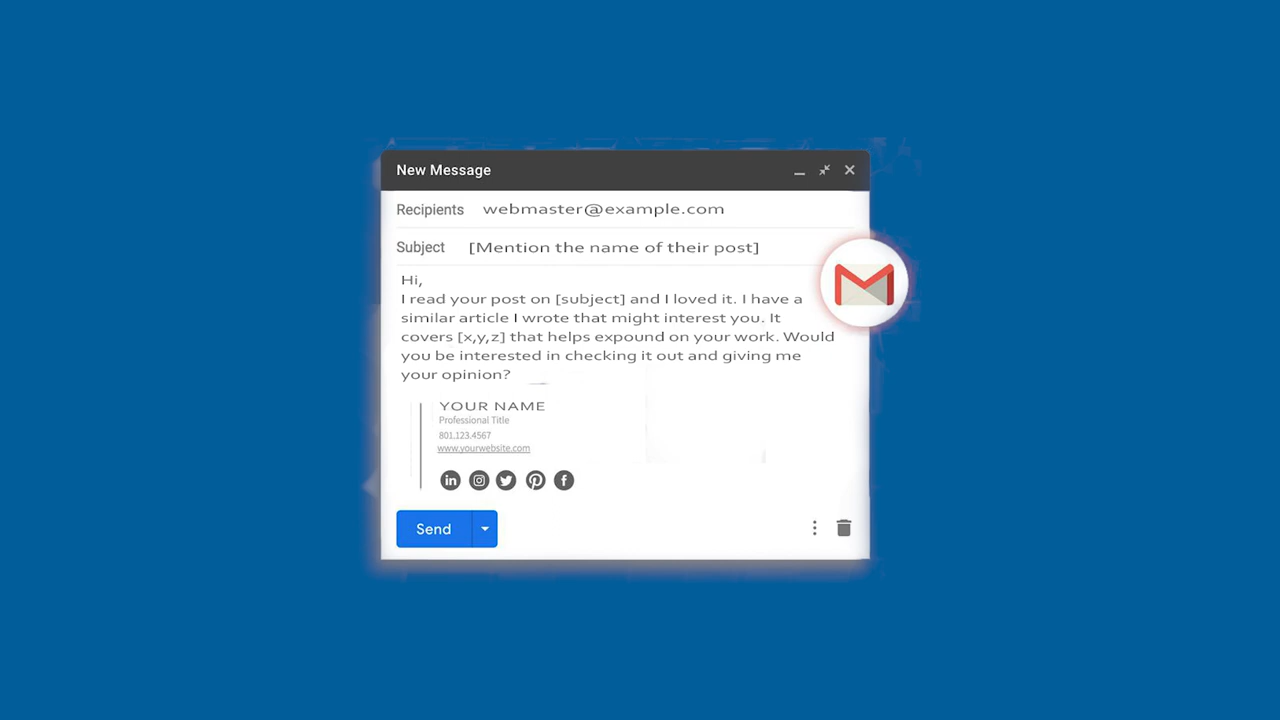 New Message
Recipients webmaster@example.com
Subject [Mention the name of their post]
Hi,
I read your post on [subject] and I loved it. I have a
similar article I wrote that might interest you. It
covers [x,y,z] that helps expound on your work. Would
you be interested in checking it out and giving me
your opinion?
YOUR NAME
Professional Title
801.123.4567
www.yourwebsite.com
Send